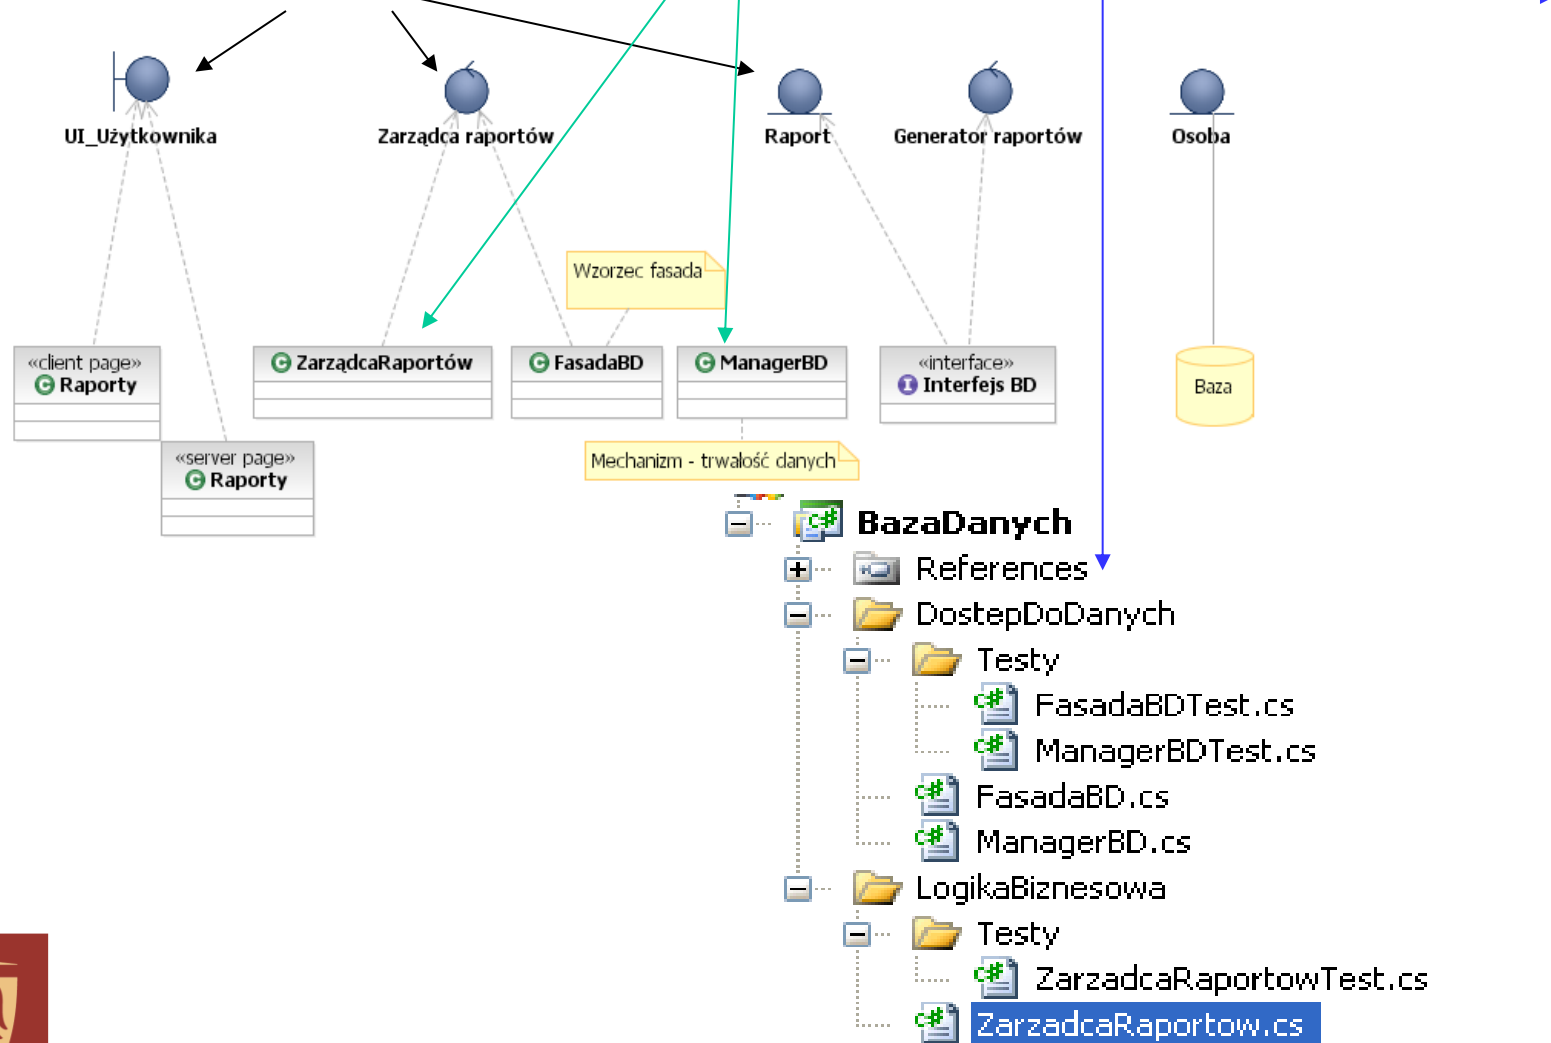 UI_Użytkownika
Zarządca raportów
Raport
Generator raportów
Osoba
Wzorzec fasada
«client page»
Raporty
ZarządcaRaportów
FasadaBD
ManagerBD
«interface»
Interfejs BD
Baza
«server page»
Raporty
Mechanizm - trwałość danych
BazaDanych
References
DostepDoDanych
Testy
FasadaBDTest.cs
ManagerBDTest.cs
FasadaBD.cs
ManagerBD.cs
LogikaBiznesowa
Testy
ZarzadcaRaportowTest.cs
ZarzadcaRaportow.cs